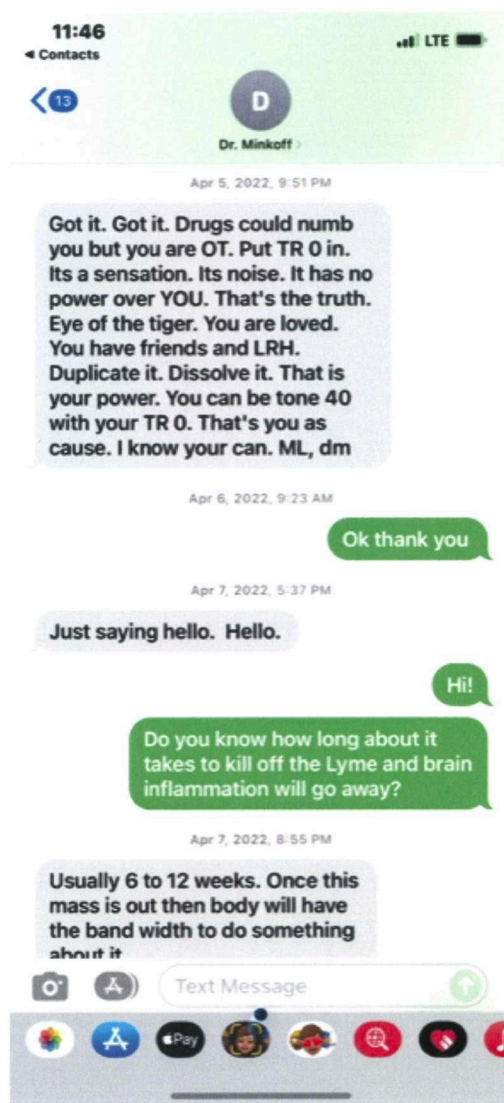 11:46
LTE
Contacts
13
D
Dr. Minkoff
Apr 5, 2022, 9:51 PM
Got it. Got it. Drugs could numb
you but you are OT. Put TR 0 in.
Its a sensation. Its noise. It has no
power over YOU. That's the truth.
Eye of the tiger. You are loved.
You have friends and LRH.
Duplicate it. Dissolve it. That is
your power. You can be tone 40
with your TR 0. That's you as
cause. I know your can. ML, dm
Apr 6, 2022, 9:23 AM
Ok thank you
Apr 7, 2022, 5:37 PM
Just saying hello. Hello.
Hi!
Do you know how long about it
takes to kill off the Lyme and brain
inflammation will go away?
Apr 7, 2022, 8:55 PM
Usually 6 to 12 weeks. Once this
mass is out then body will have
the band width to do something
about it
Text Message
Pay